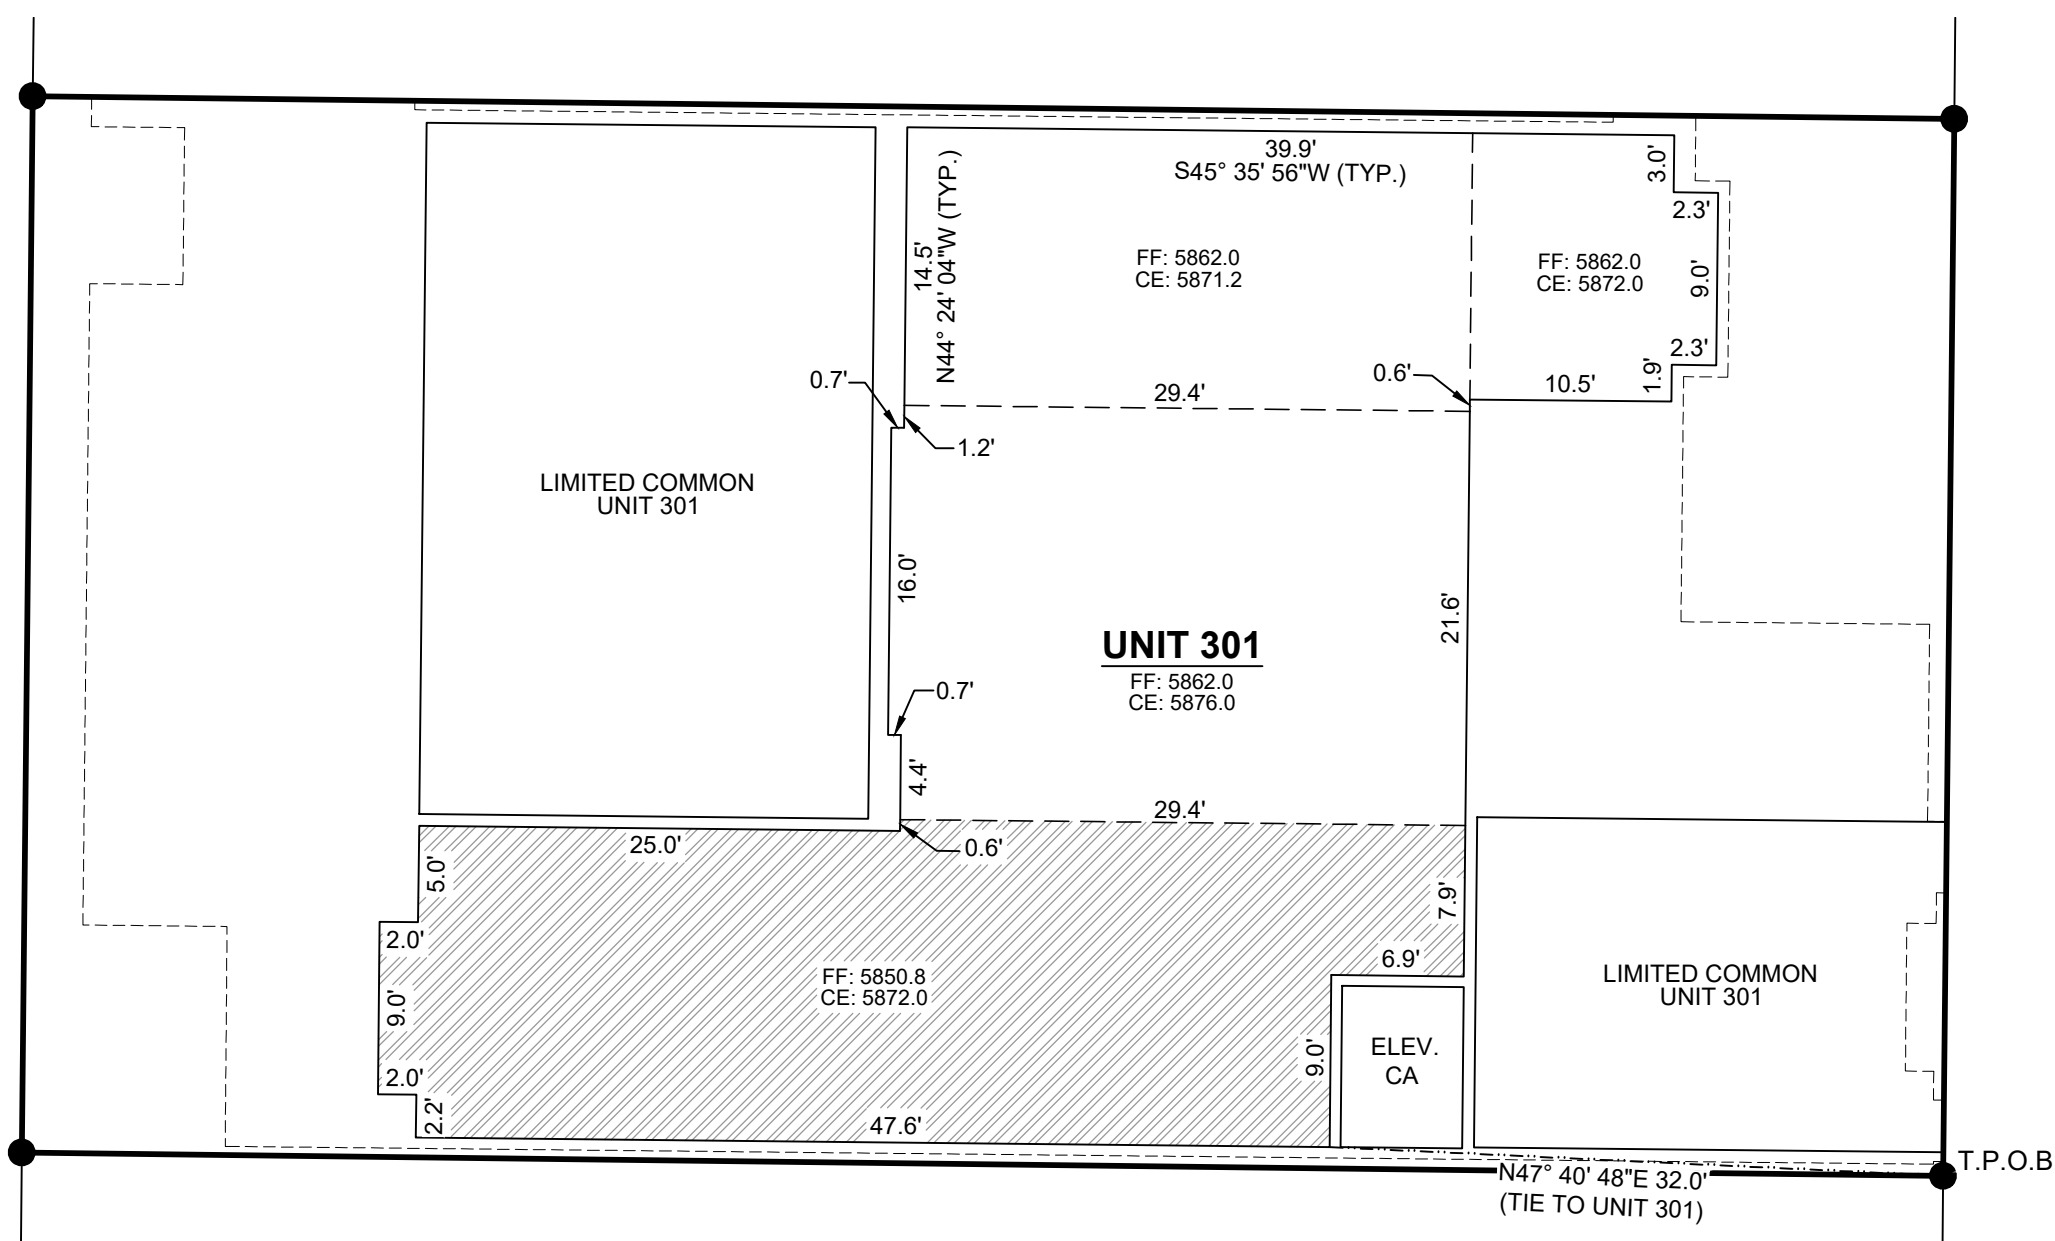 39.9'
S45° 35' 56"W (TYP.)
3.0'
2.3'
14.5'
N44° 24' 04"W (TYP.)
FF: 5862.0
CE: 5871.2
FF: 5862.0
CE: 5872.0
9.0'
2.3'
1.9'
0.7'
0.6'
29.4'
10.5'
1.2'
LIMITED COMMON
UNIT 301
16.0'
21.6'
UNIT 301
FF: 5862.0
CE: 5876.0
0.7'
4.4'
29.4'
25.0'
0.6'
5.0'
7.9'
2.0'
6.9'
FF: 5850.8
CE: 5872.0
LIMITED COMMON
UNIT 301
9.0'
9.0'
ELEV.
CA
2.0'
2.2'
47.6'
T.P.O.B
N47° 40' 48"E 32.0'
(TIE TO UNIT 301)